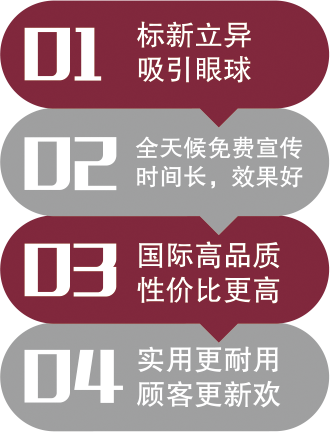 01
标新立异
吸引眼球
02
全天候免费宣传
时间长，效果好
03
国际高品质
性价比更高
04
实用更耐用
顾客更新欢